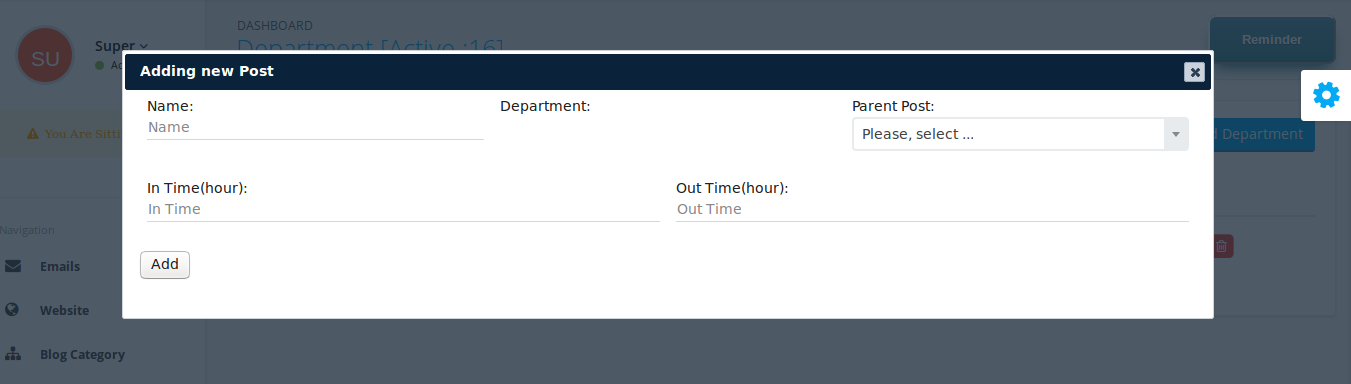 DASHBOARD
Department [Active :16]
Reminder
SU
Super
Adding new Post
Name:
Department:
Parent Post:
Name
Please, select ...
You Are Sitti
Department
In Time(hour):
Out Time(hour):
In Time
Out Time
Navigation
Emails
Add
Website
Blog Category